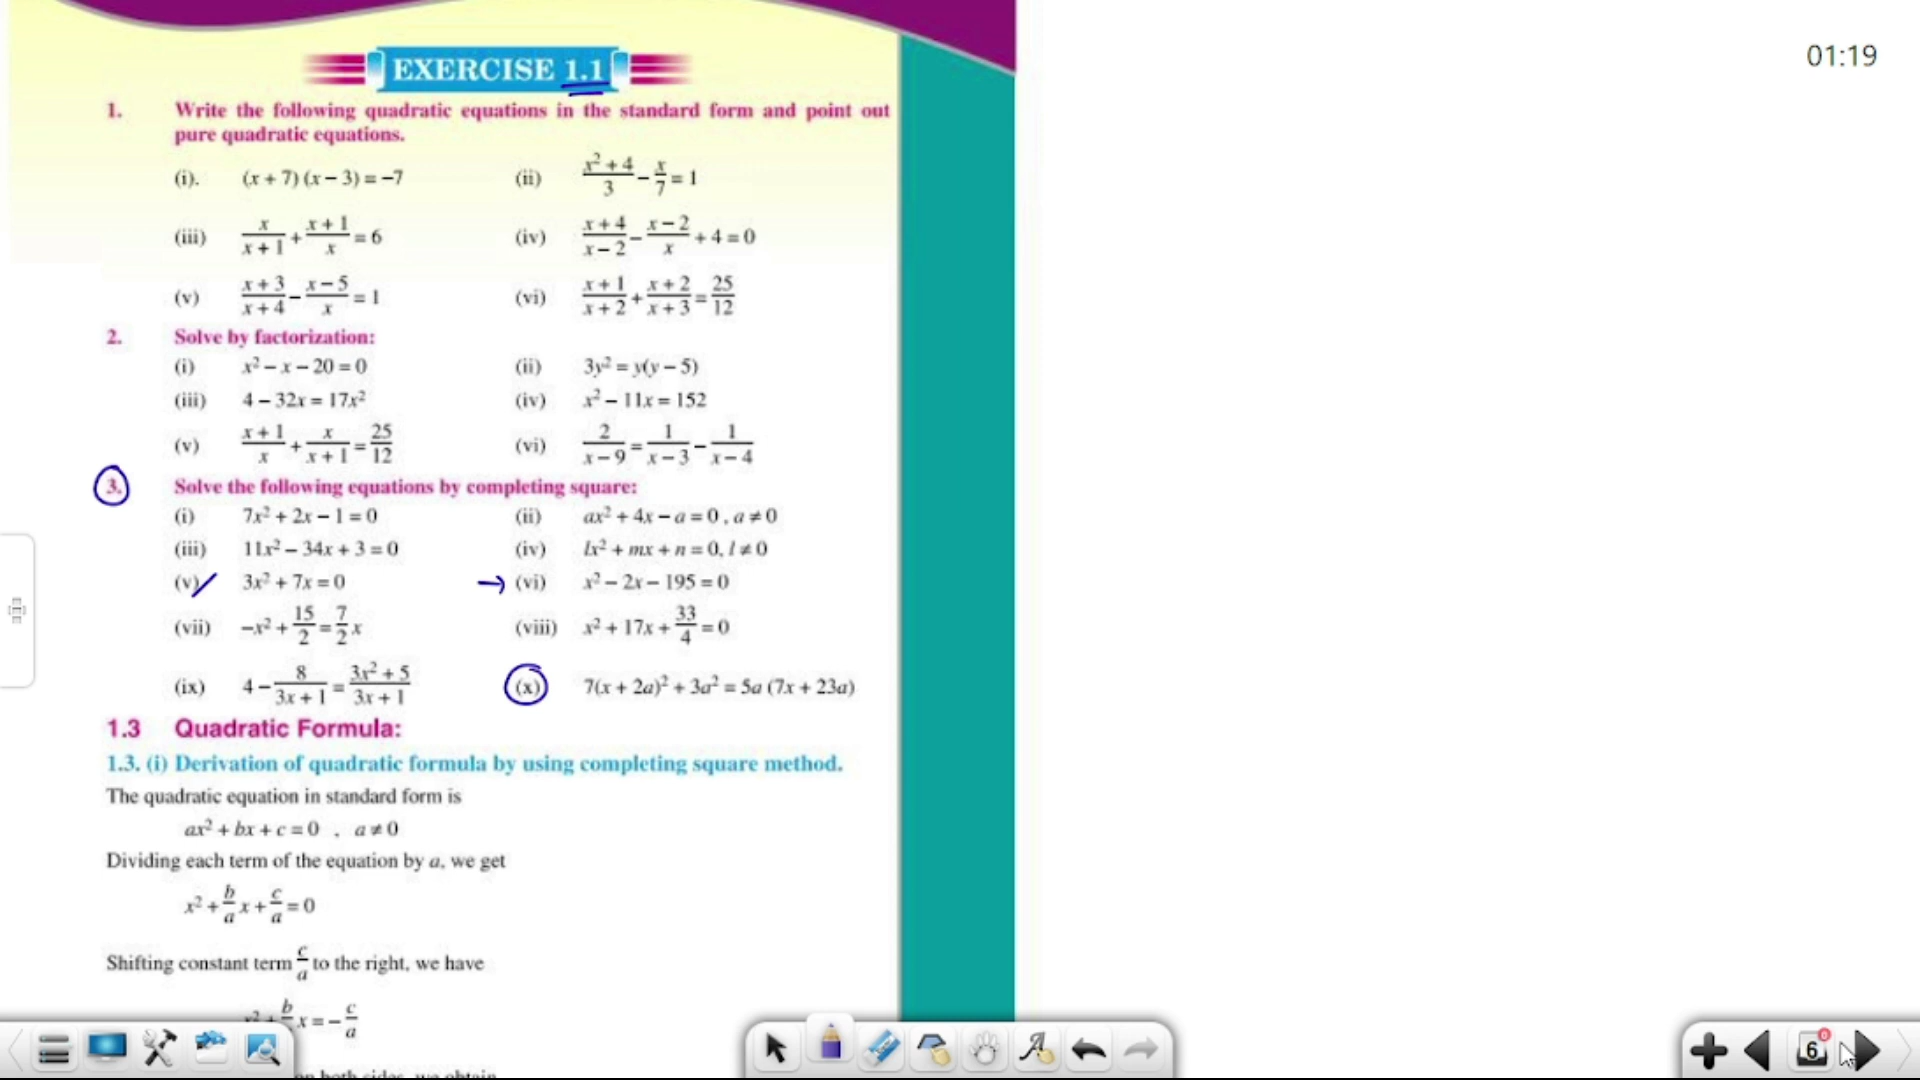 01:19
EXERCISE 1.1
1. Write the following quadratic equations in the standard form and point out
pure quadratic equations.
(i). (x + 7) (x – 3) = –7 (ii) (x² + 4)/3 – x/7 = 1
(iii) x/(x + 1) + (x + 1)/x = 6 (iv) (x + 4)/(x – 2) – (x – 2)/x + 4 = 0
(v) (x + 3)/(x + 4) – (x – 5)/x = 1 (vi) (x + 1)/(x + 2) + (x + 2)/(x + 3) = 25/12
2. Solve by factorization:
(i) x² – x – 20 = 0 (ii) 3y² = y(y – 5)
(iii) 4 – 32x = 17x² (iv) x² – 11x = 152
(v) (x + 1)/x + x/(x + 1) = 25/12 (vi) 2/(x – 9) = 1/(x – 3) – 1/(x – 4)
3. Solve the following equations by completing square:
(i) 7x² + 2x – 1 = 0 (ii) ax² + 4x – a = 0 , a ≠ 0
(iii) 11x² – 34x + 3 = 0 (iv) lx² + mx + n = 0, l ≠ 0
(v) 3x² + 7x = 0 → (vi) x² – 2x – 195 = 0
(vii) –x² + 15/2 = 7/2 x (viii) x² + 17x + 33/4 = 0
(ix) 4 – 8/(3x + 1) = (3x² + 5)/(3x + 1) (x) 7(x + 2a)² + 3a² = 5a (7x + 23a)
1.3 Quadratic Formula:
1.3. (i) Derivation of quadratic formula by using completing square method.
The quadratic equation in standard form is
ax² + bx + c = 0 , a ≠ 0
Dividing each term of the equation by a, we get
x² + b/a x + c/a = 0
Shifting constant term c/a to the right, we have
x² + b/a x = – c/a
6
0